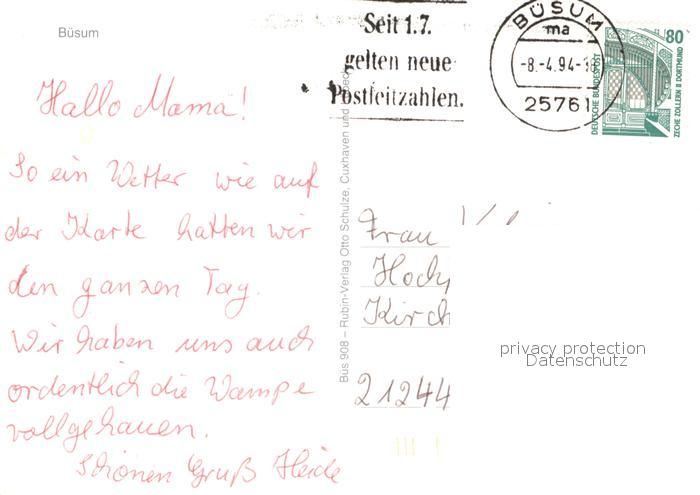 Büsum
Seit 1.7.
gelten neue
Postleitzahlen.
BÜSUM
ma
-8.-4.94-
25761
80
DEUTSCHE BUNDESPOST
ZECHE ZOLLERN II DORTMUND
Hallo Mama!
So ein Wetter wie auf
der Karte hatten wir
den ganzen Tag.
Wir haben uns auch
ordentlich die Wampe
vollgehauen.
Schönen Gruß Heide
Büs 908 – Rubin-Verlag Otto Schulze, Cuxhaven und
Frau
Kirch
21244
privacy protection
Datenschutz